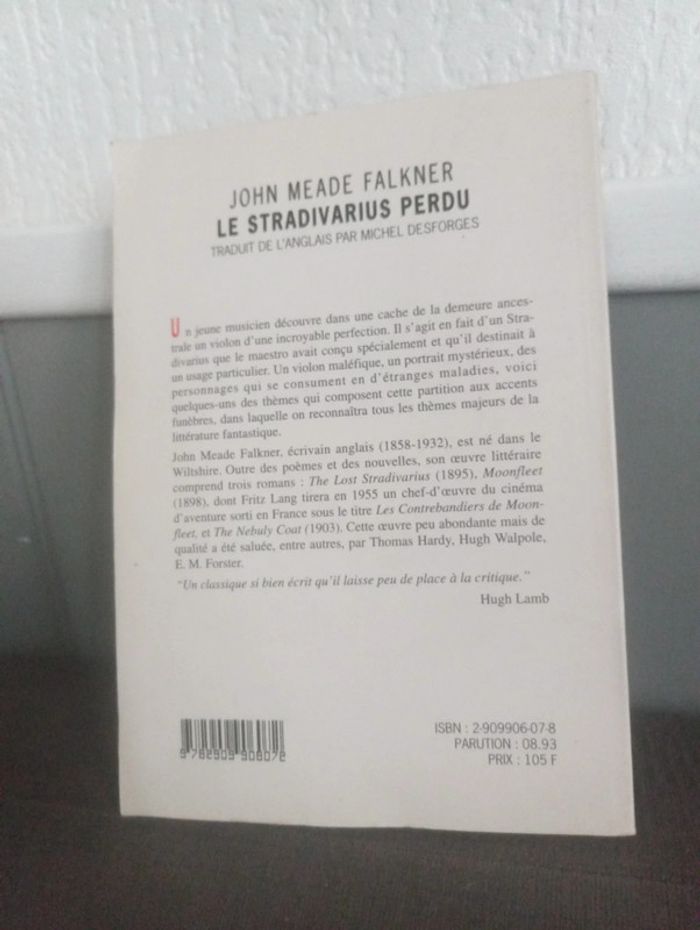 JOHN MEADE FALKNER
LE STRADIVARIUS PERDU
TRADUIT DE L'ANGLAIS PAR MICHEL DESFORGES
Un jeune musicien découvre dans une cache de la demeure ances-
trale un violon d'une incroyable perfection. Il s'agit en fait d'un Stra-
divarius que le maestro avait conçu spécialement et qu'il destinait à
un usage particulier. Un violon maléfique, un portrait mystérieux, des
personnages qui se consument en d'étranges maladies, voici
quelques-uns des thèmes qui composent cette partition aux accents
funèbres, dans laquelle on reconnaîtra tous les thèmes majeurs de la
littérature fantastique.
John Meade Falkner, écrivain anglais (1858-1932), est né dans le
Wiltshire. Outre des poèmes et des nouvelles, son œuvre littéraire
comprend trois romans : The Lost Stradivarius (1895), Moonfleet
(1898), dont Fritz Lang tirera en 1955 un chef-d'œuvre du cinéma
d'aventure sorti en France sous le titre Les Contrebandiers de Moon-
fleet, et The Nebuly Coat (1903). Cette œuvre peu abondante mais de
qualité a été saluée, entre autres, par Thomas Hardy, Hugh Walpole,
E. M. Forster.
"Un classique si bien écrit qu'il laisse peu de place à la critique."
Hugh Lamb
ISBN : 2-909906-07-8
PARUTION : 08.93
PRIX : 105 F
9 782909 906072